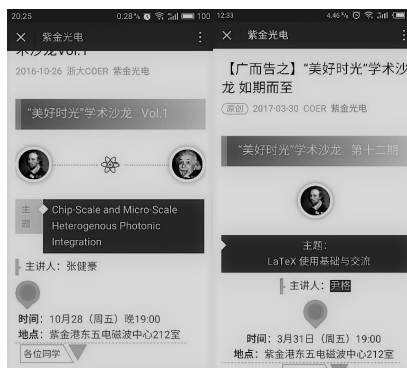 20:25
0.28 % 100
× 紫金光电
术沙龙Vol.1
2016-10-26 浙大COER 紫金光电
“美好时光”学术沙龙 Vol.1
主题
Chip-Scale and Micro-Scale
Heterogenous Photonic
Integration
主讲人：张健豪
时间：10月28（周五）晚19:00
地点：紫金港东五电磁波中心212室
各位同学
12:33
4.46 %
× 紫金光电
【广而告之】“美好时光”学术沙
龙 如期而至
原创 2017-03-30 COER 紫金光电
“美好时光”学术沙龙 第十二期
主题：
LaTeX 使用基础与交流
主讲人：尹格
时间：3月31日（周五）19:00
地点：紫金港东五电磁波中心212室